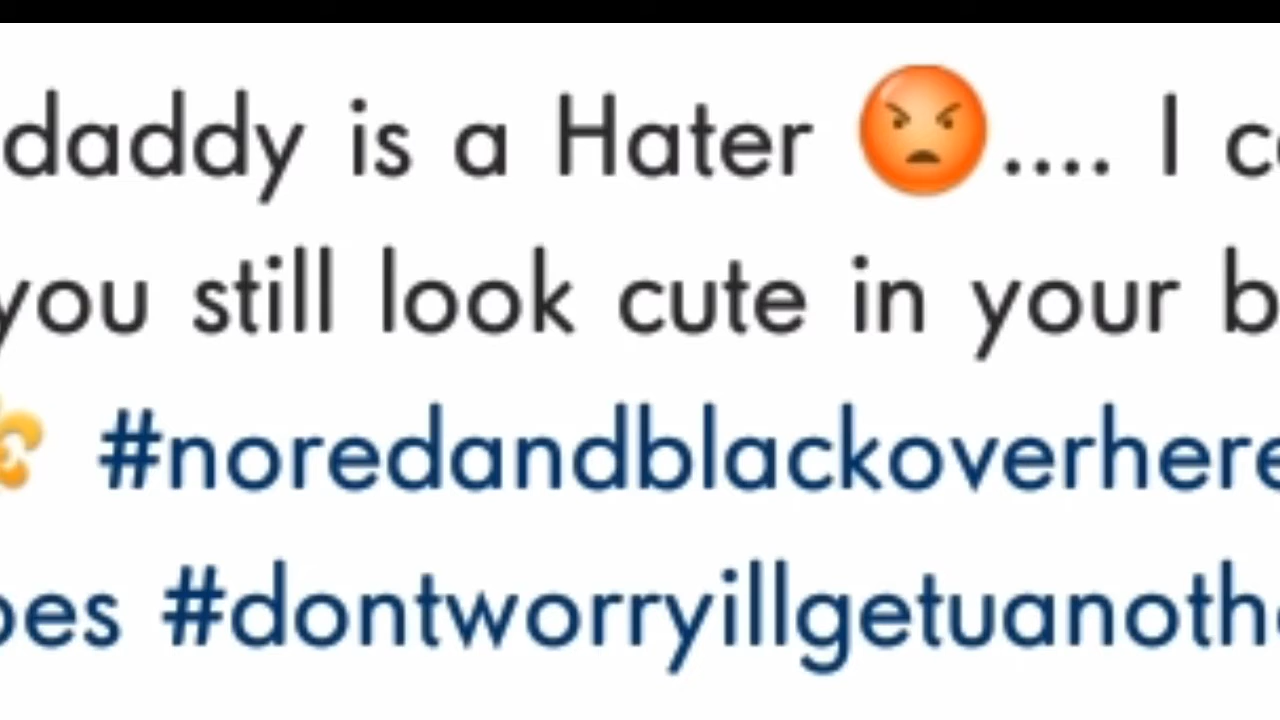 daddy is a Hater 😡.... I
you still look cute in your
⚜️ #noredandblackoverhere
#dontworryillgetuanoth